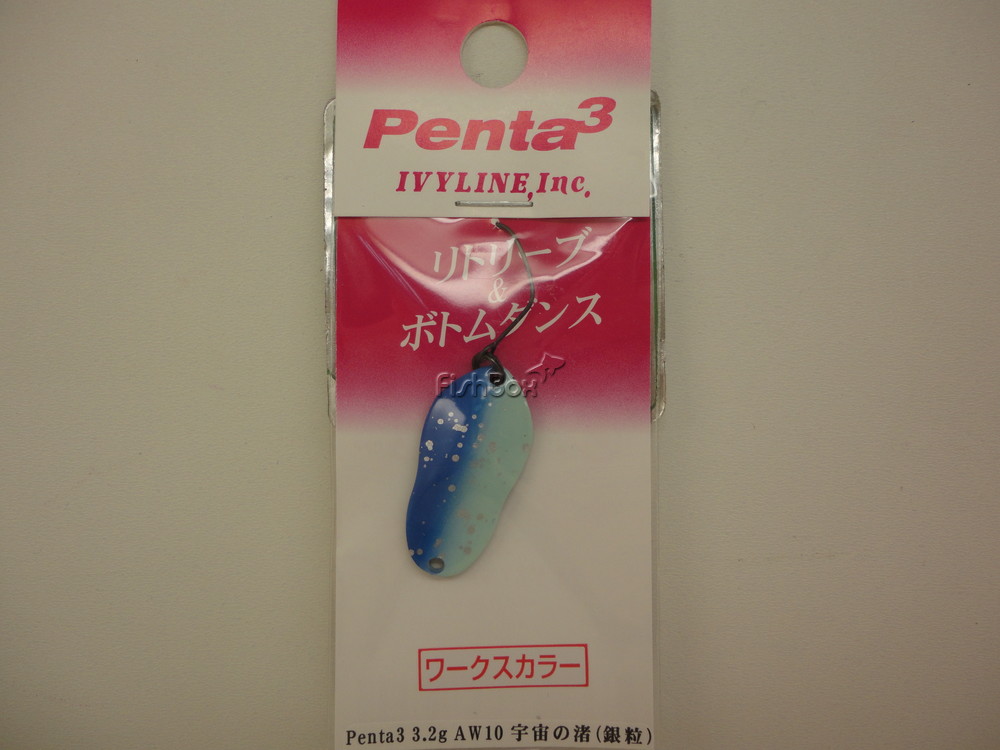 Penta³
IVYLINE,Inc.
リトリーブ
&
ボトムダンス
FishBox
ワークスカラー
Penta3 3.2g AW10 宇宙の渚(銀粒)